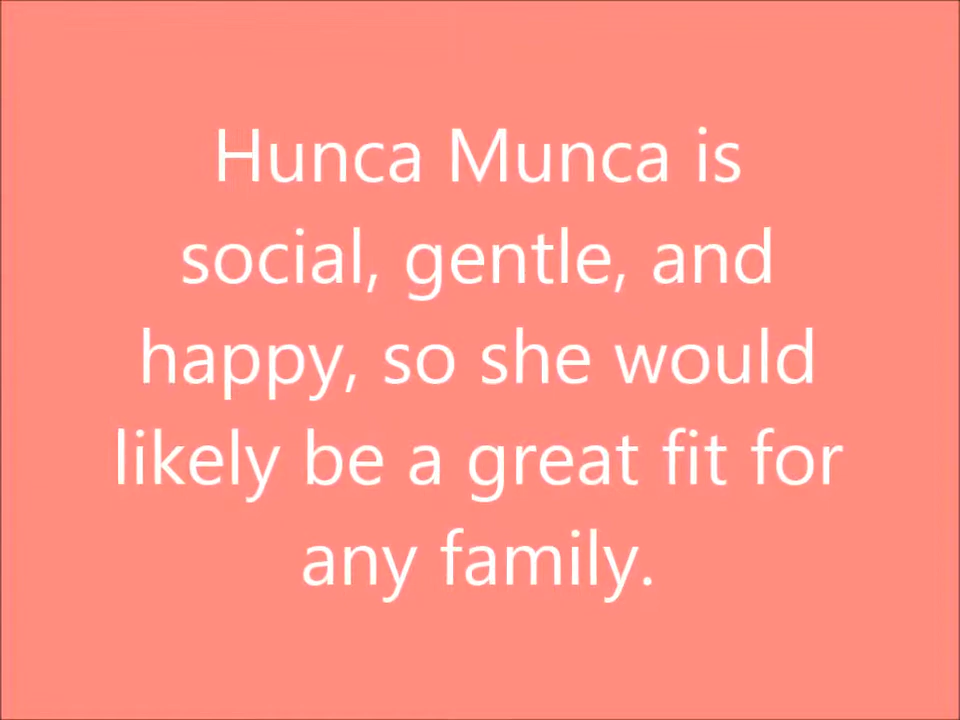 Hunca Munca is
social, gentle, and
happy, so she would
likely be a great fit for
any family.